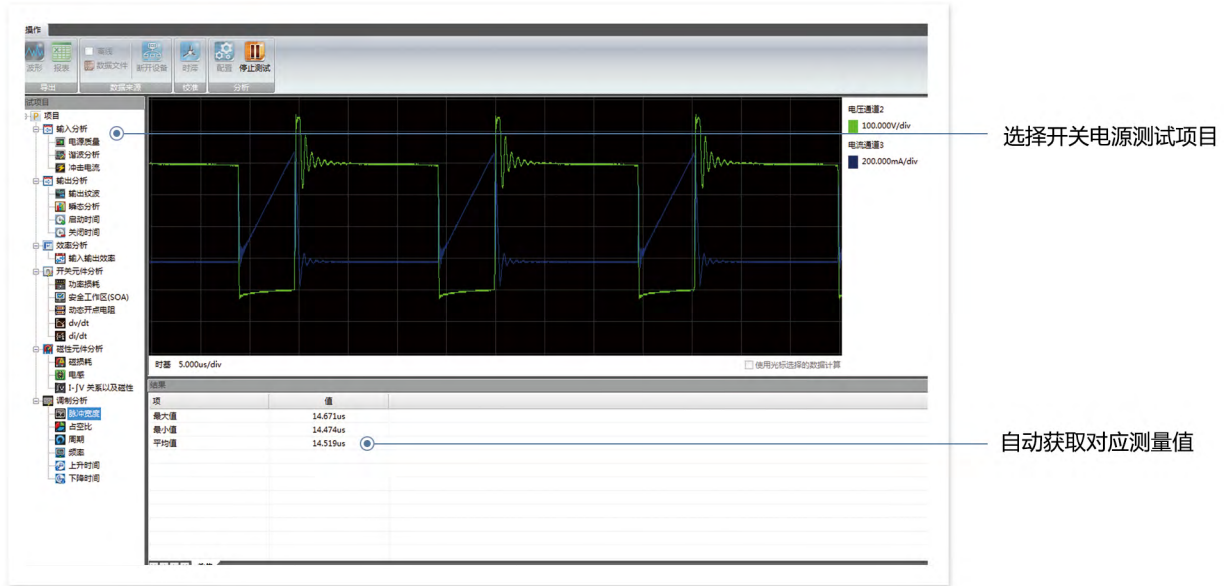 操作
波形
报表
导出
离线
数据文件
断开设备
数据来源
时序
校准
配置
停止测试
分析
试项目
项目
输入分析
电源质量
谐波分析
冲击电流
输出分析
输出纹波
瞬态分析
启动时间
关闭时间
效率分析
输入输出效率
开关元件分析
功率损耗
安全工作区(SOA)
动态开点电阻
dv/dt
di/dt
磁性元件分析
磁损耗
电感
I-∫V 关系以及磁性
调制分析
脉冲宽度
占空比
周期
频率
上升时间
下降时间
电压通道2
100.000V/div
电流通道3
200.000mA/div
时基 5.000us/div
使用光标选择的数据计算
结果
项 值
最大值 14.671us
最小值 14.474us
平均值 14.519us
选择开关电源测试项目
自动获取对应测量值